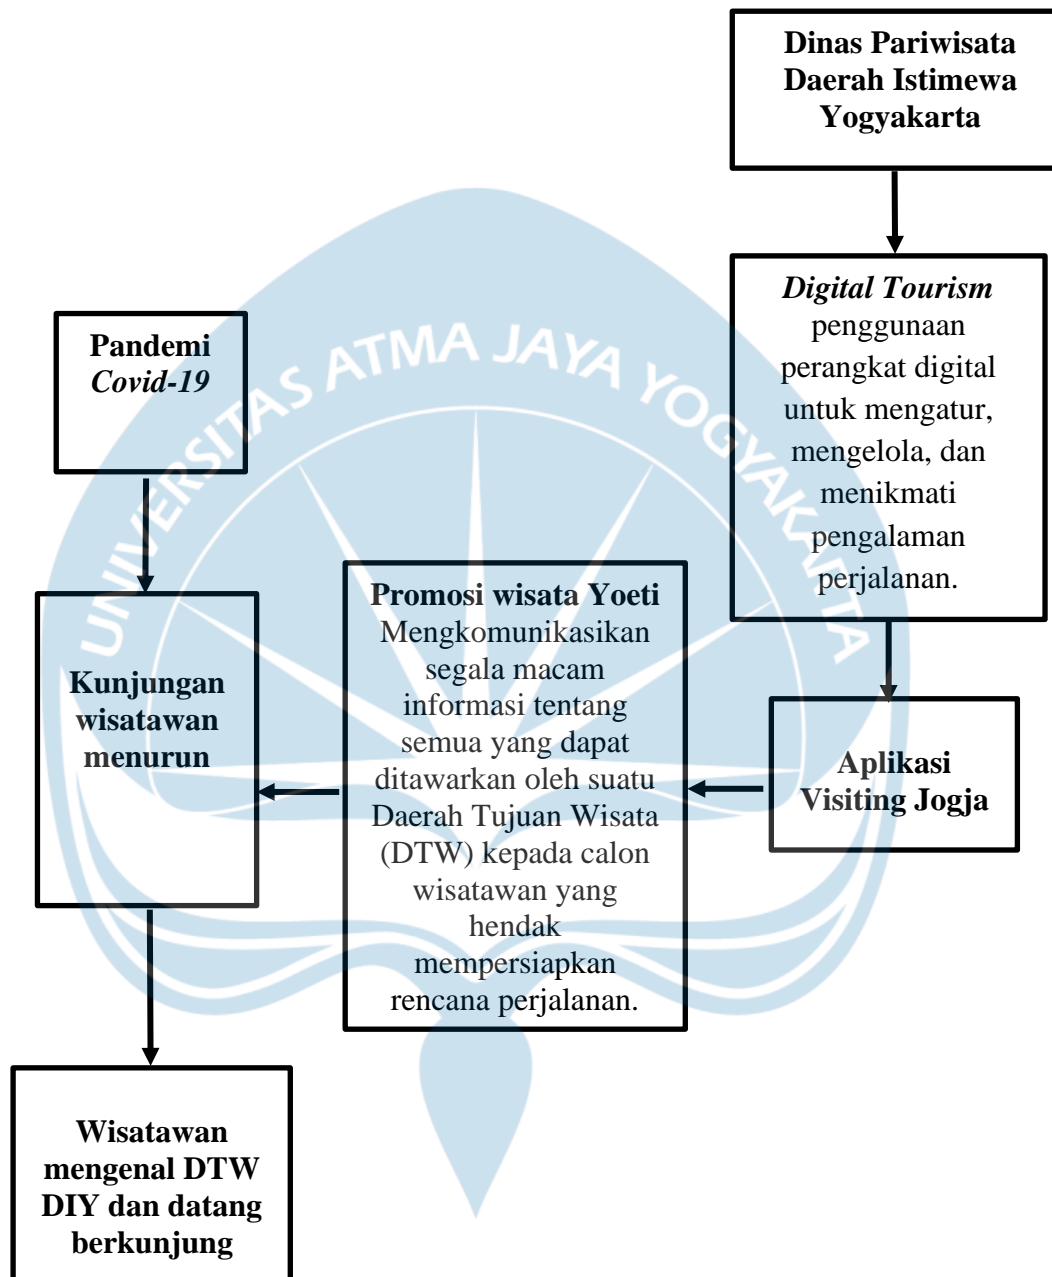 Dinas Pariwisata
Daerah Istimewa
Yogyakarta
Digital Tourism
penggunaan
perangkat digital
untuk mengatur,
mengelola, dan
menikmati
pengalaman
perjalanan.
Pandemi
Covid-19
UNIVERSITAS ATMA JAYA YOGYAKARTA
Promosi wisata Yoeti
Mengkomunikasikan
segala macam
informasi tentang
semua yang dapat
ditawarkan oleh suatu
Daerah Tujuan Wisata
(DTW) kepada calon
wisatawan yang
hendak
mempersiapkan
rencana perjalanan.
Kunjungan
wisatawan
menurun
Aplikasi
Visiting Jogja
Wisatawan
mengenal DTW
DIY dan datang
berkunjung